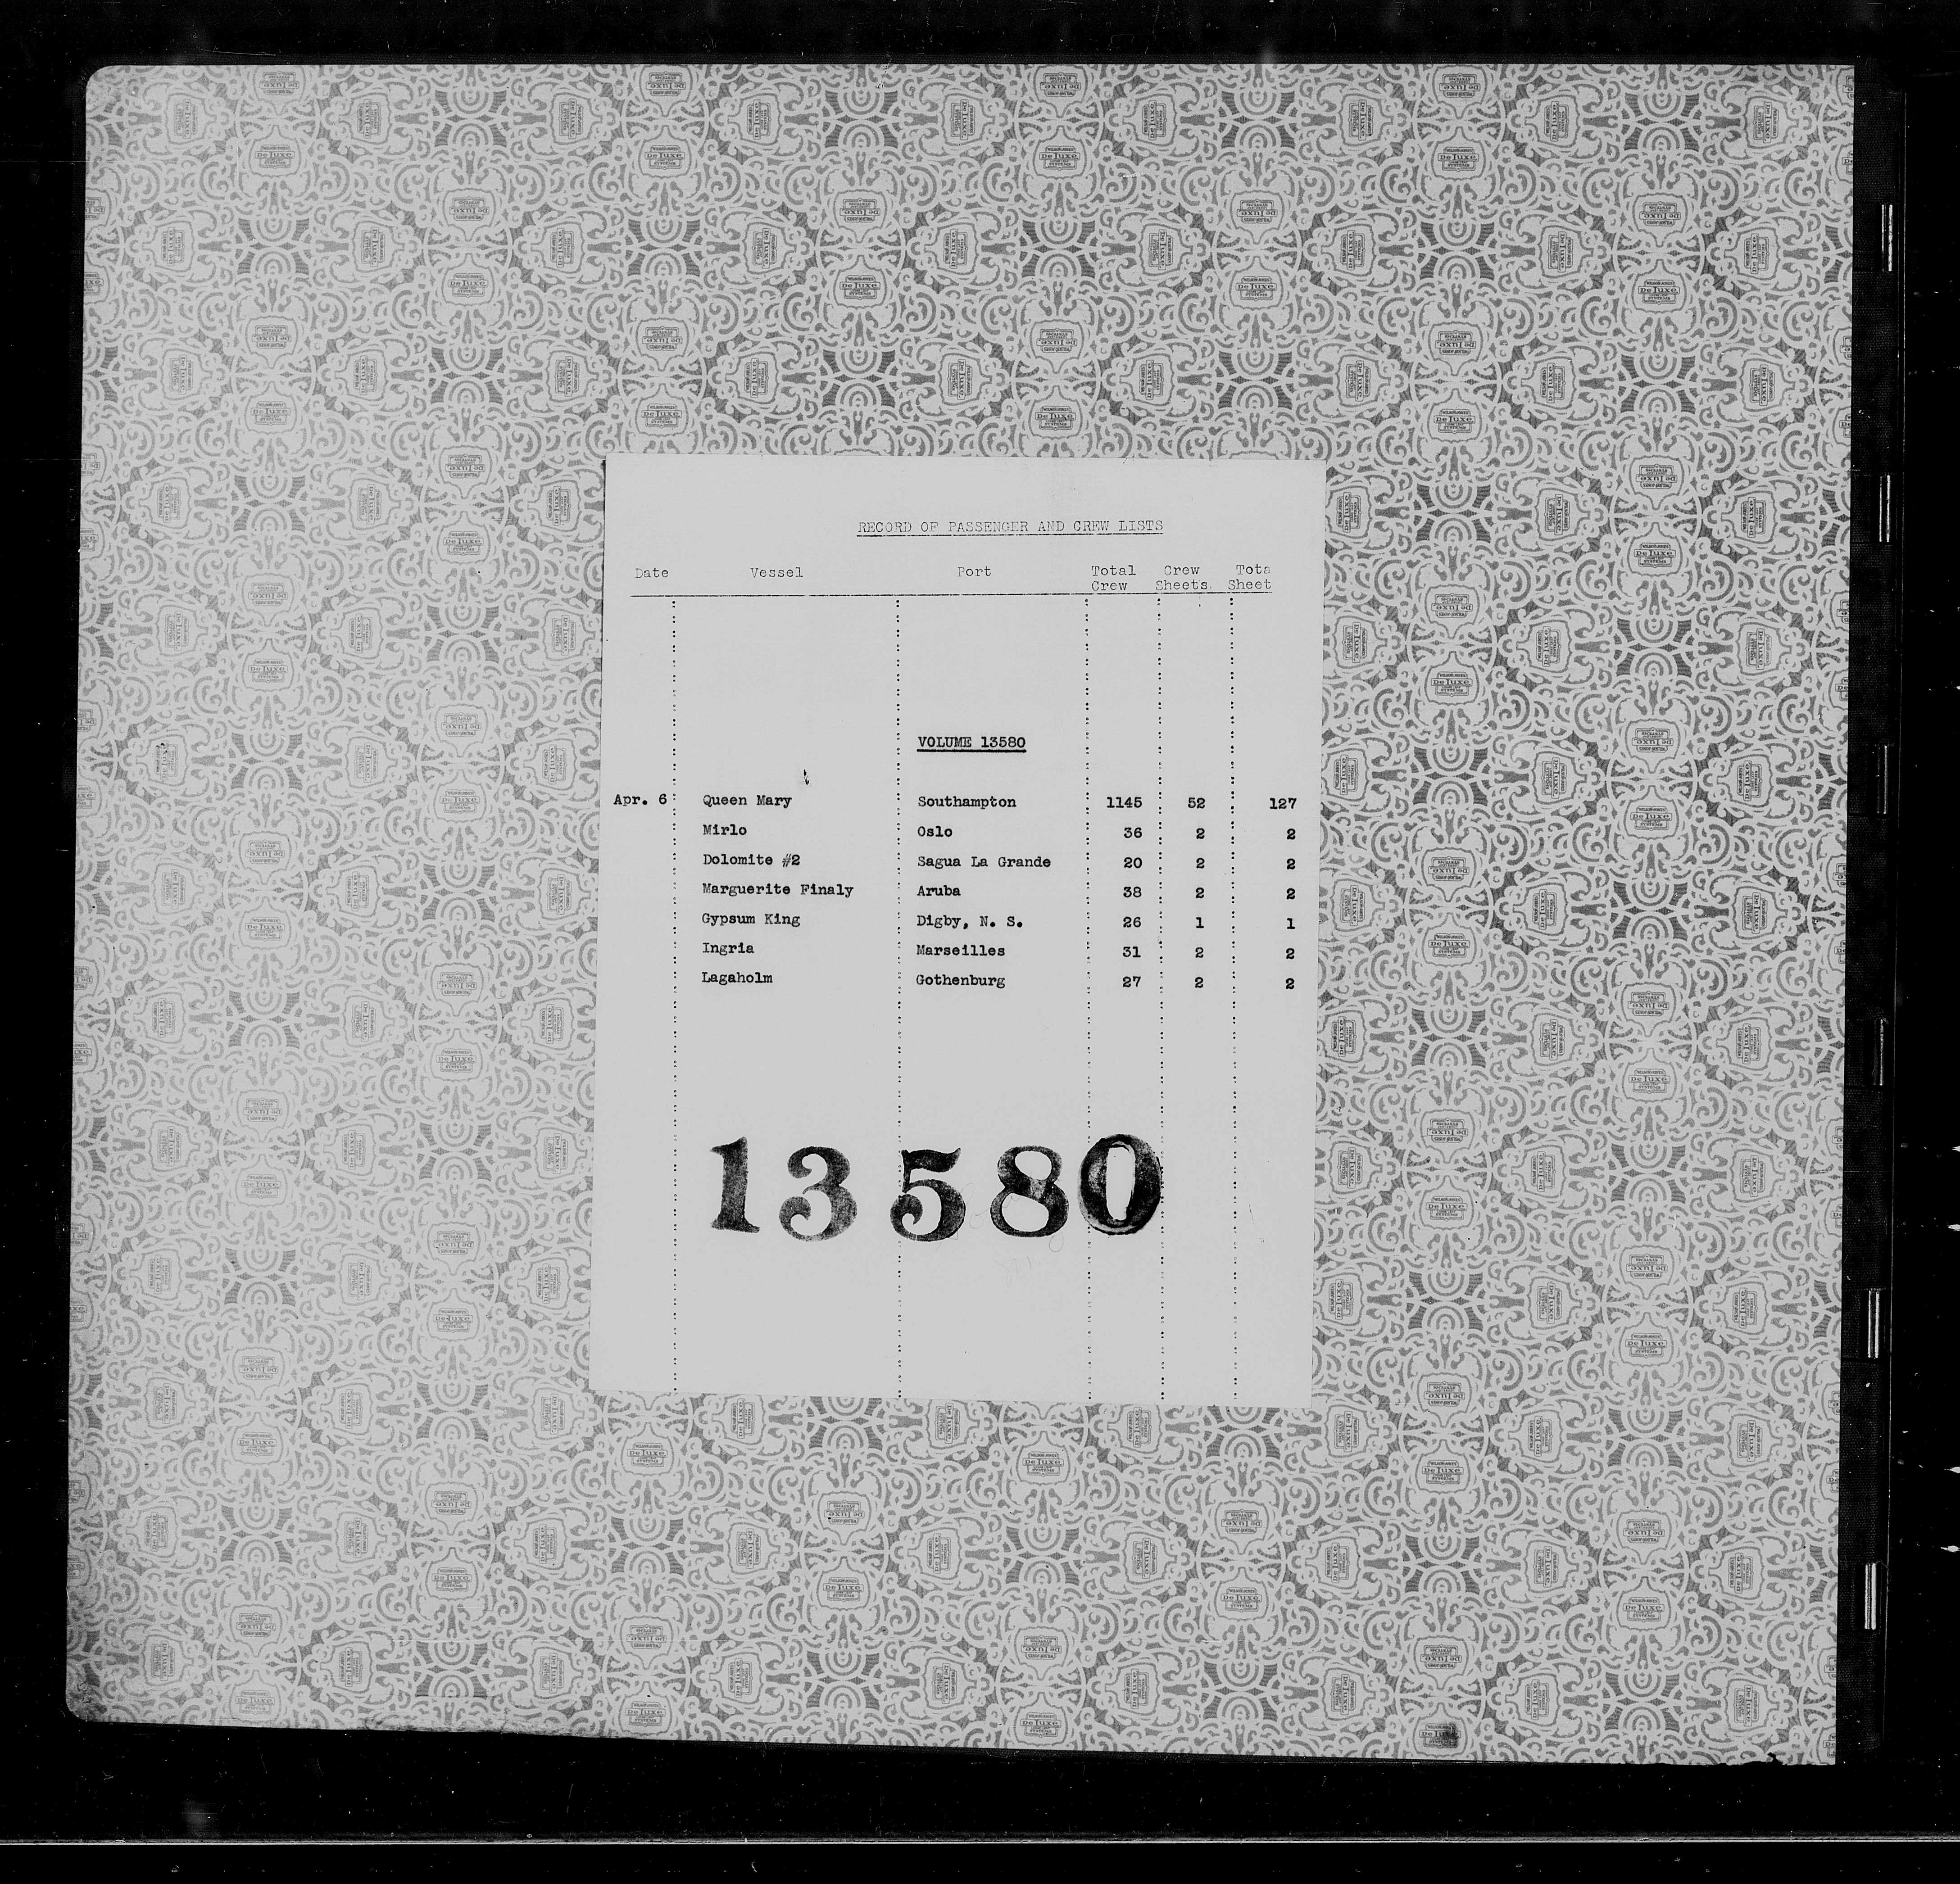 RECORD OF PASSENGER AND CREW LISTS
Date Vessel Port Total Crew Tota
Crew Sheets. Sheet
VOLUME 13580
Apr. 6 Queen Mary Southampton 1145 52 127
Mirlo Oslo 36 2 2
Dolomite #2 Sagua La Grande 20 2 2
Marguerite Finaly Aruba 38 2 2
Gypsum King Digby, N. S. 26 1 1
Ingria Marseilles 31 2 2
Lagaholm Gothenburg 27 2 2
13580
De Luxe